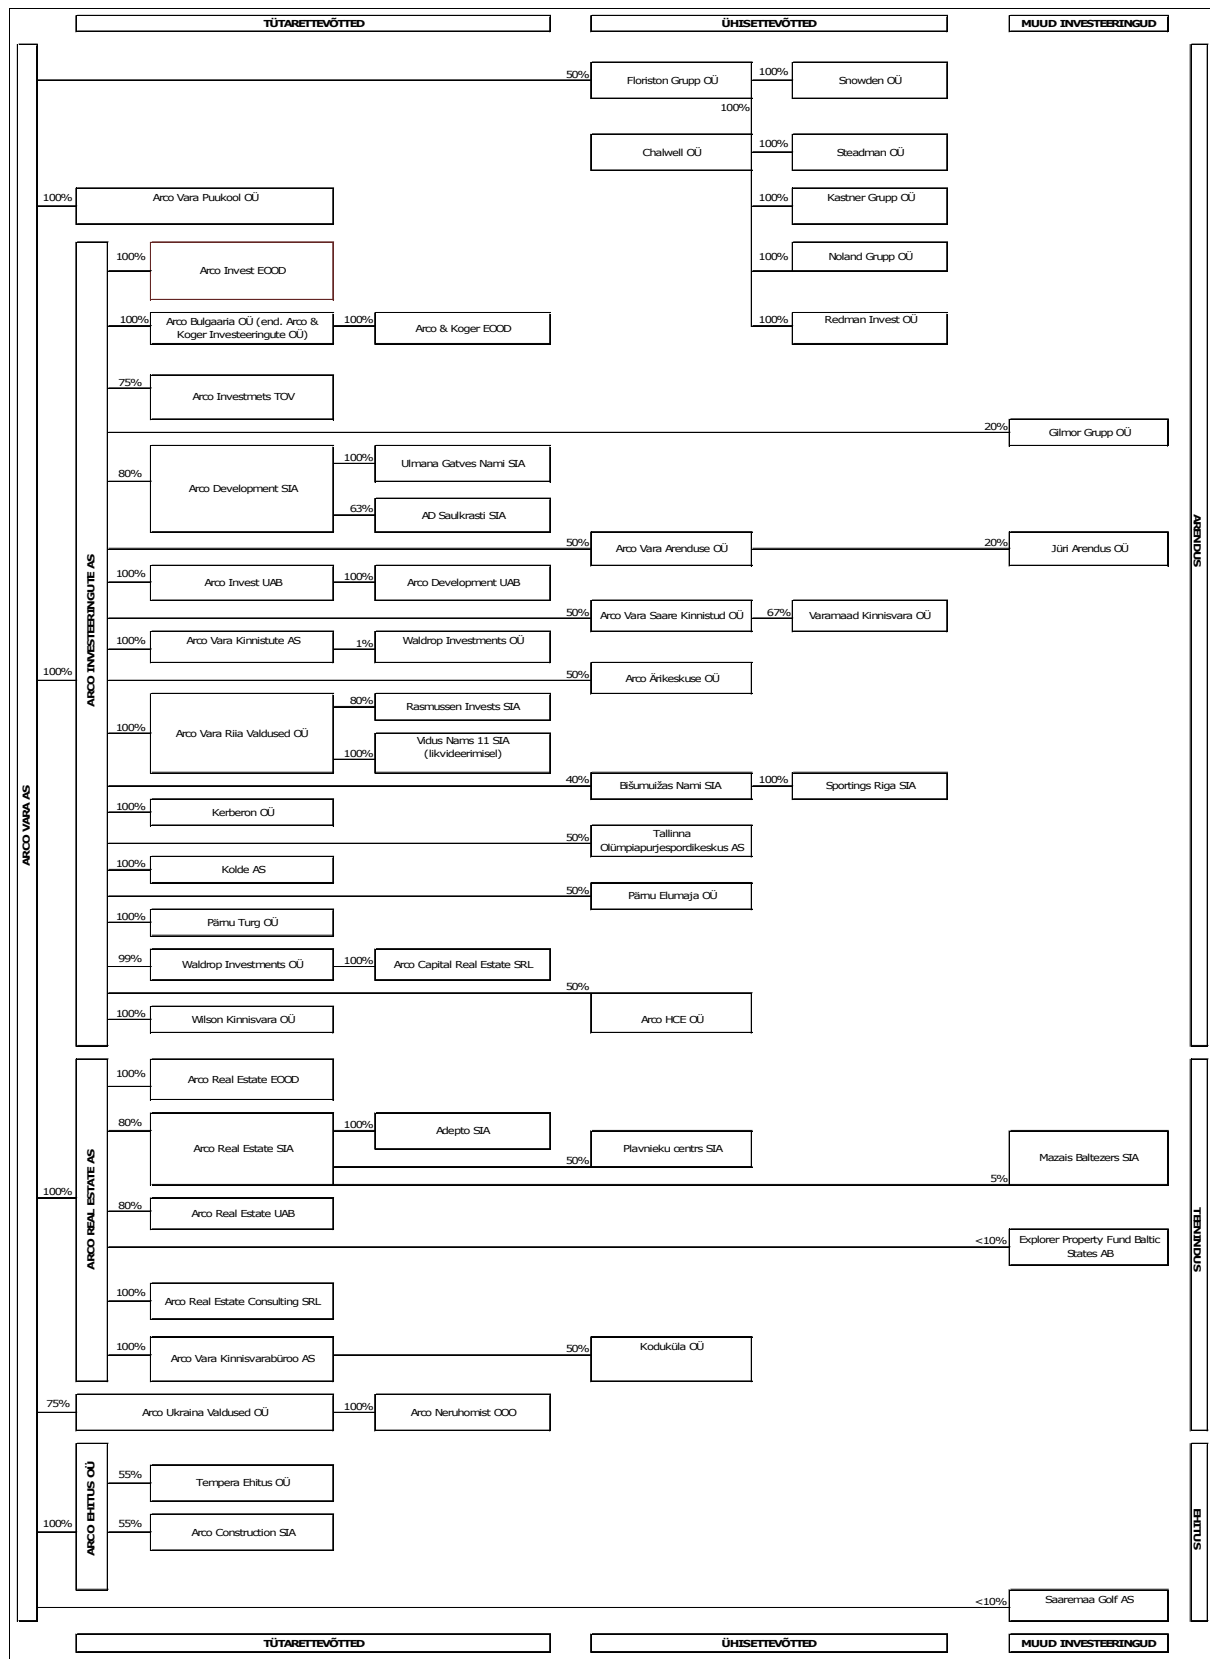 TÜTARETTEVÕTTED
ÜHISETTEVÕTTED
MUUD INVESTEERINGUD
50%
Floriston Grupp OÜ
100%
Snowden OÜ
100%
Chalwell OÜ
100%
Steadman OÜ
100%
Arco Vara Puukool OÜ
100%
Kastner Grupp OÜ
100%
Arco Invest EOOD
100%
Noland Grupp OÜ
100%
Arco Bulgaaria OÜ (end. Arco &
Koger Investeeringute OÜ)
100%
Arco & Koger EOOD
100%
Redman Invest OÜ
75%
Arco Investmets TOV
20%
Gilmor Grupp OÜ
80%
Arco Development SIA
100%
Ulmana Gatves Nami SIA
63%
AD Saulkrasti SIA
50%
Arco Vara Arenduse OÜ
20%
Jüri Arendus OÜ
ARENDUS
100%
Arco Invest UAB
100%
Arco Development UAB
50%
Arco Vara Saare Kinnistud OÜ
67%
Varamaad Kinnisvara OÜ
100%
Arco Vara Kinnistute AS
1%
Waldrop Investments OÜ
100%
ARCO INVESTEERINGUTE AS
50%
Arco Ärikeskuse OÜ
100%
Arco Vara Riia Valdused OÜ
80%
Rasmussen Invests SIA
100%
Vidus Nams 11 SIA
(likvideerimisel)
40%
Bišumuižas Nami SIA
100%
Sportings Riga SIA
ARCO VARA AS
100%
Kerberon OÜ
50%
Tallinna
Olümpiapurjespordikeskus AS
100%
Kolde AS
50%
Pärnu Elumaja OÜ
100%
Pärnu Turg OÜ
99%
Waldrop Investments OÜ
100%
Arco Capital Real Estate SRL
50%
Arco HCE OÜ
100%
Wilson Kinnisvara OÜ
100%
Arco Real Estate EOOD
80%
Arco Real Estate SIA
100%
Adepto SIA
50%
Plavnieku centrs SIA
5%
Mazais Baltezers SIA
100%
ARCO REAL ESTATE AS
80%
Arco Real Estate UAB
TEENINDUS
<10%
Explorer Property Fund Baltic
States AB
100%
Arco Real Estate Consulting SRL
100%
Arco Vara Kinnisvarabüroo AS
50%
Koduküla OÜ
75%
Arco Ukraina Valdused OÜ
100%
Arco Neruhomist OOO
100%
ARCO EHITUS OÜ
55%
Tempera Ehitus OÜ
55%
Arco Construction SIA
EHITUS
<10%
Saaremaa Golf AS
TÜTARETTEVÕTTED
ÜHISETTEVÕTTED
MUUD INVESTEERINGUD